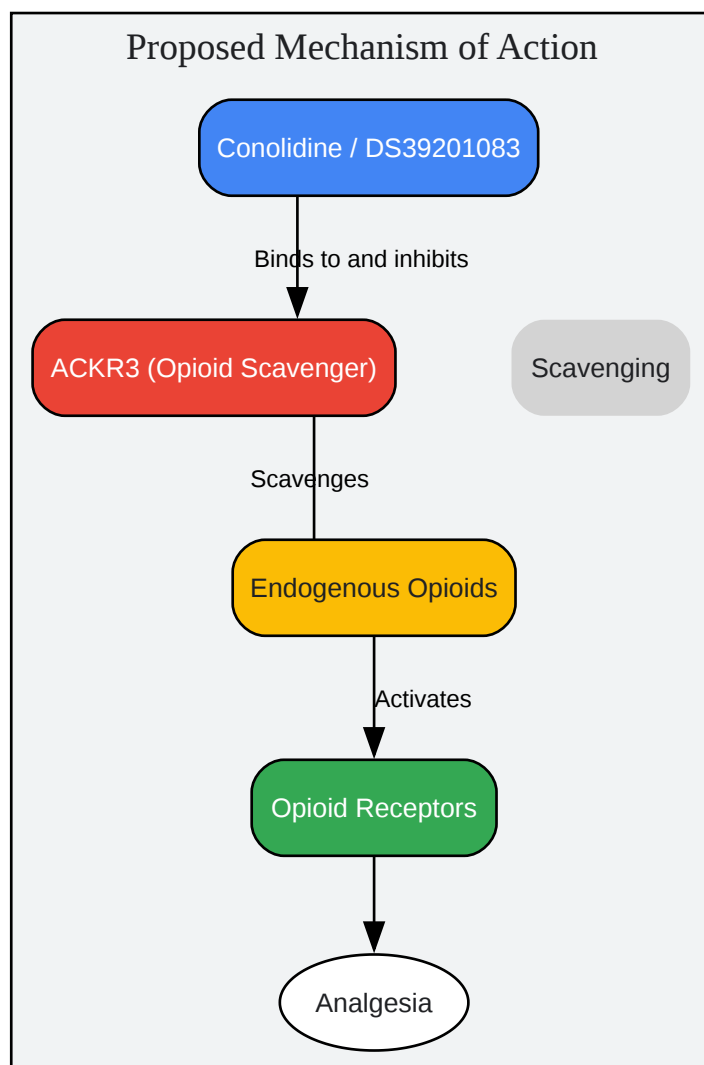 Proposed Mechanism of Action
Conolidine / DS39201083
Binds to and inhibits
ACKR3 (Opioid Scavenger)
Scavenging
Scavenges
Endogenous Opioids
Activates
Opioid Receptors
Analgesia